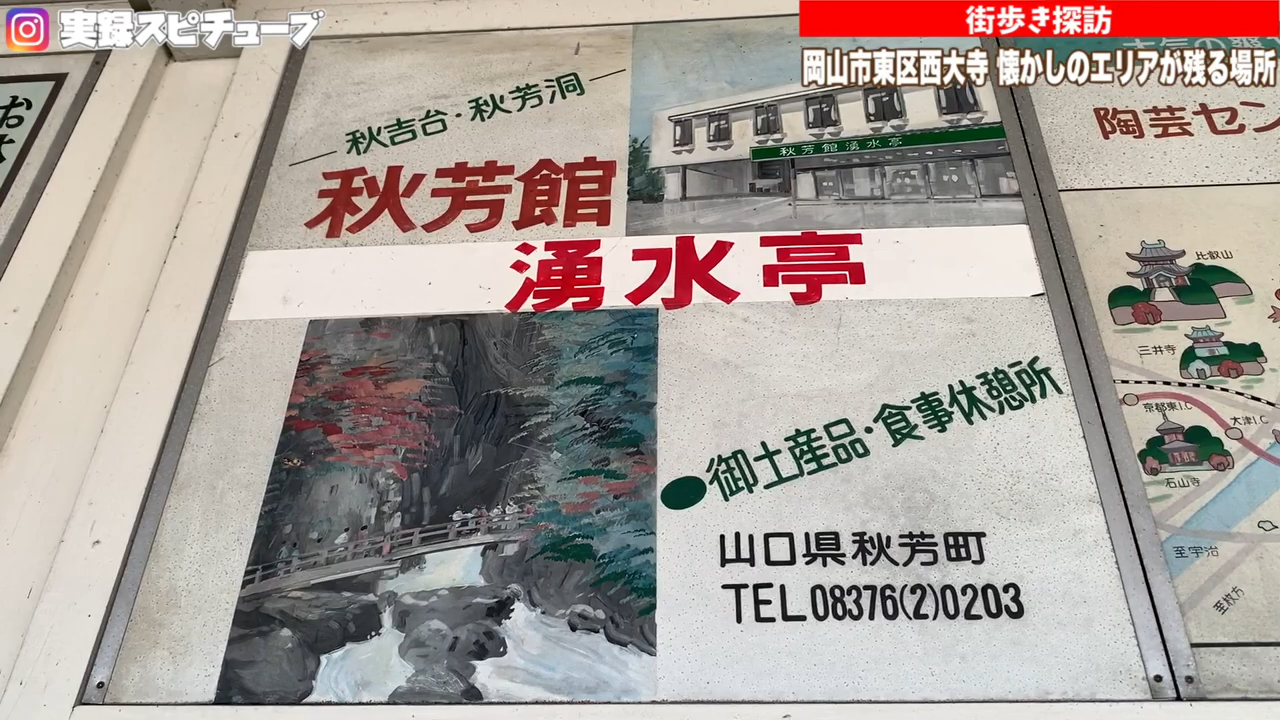 実録スピチューブ
街歩き探訪
岡山市東区西大寺 懐かしのエリアが残る場所
秋吉台・秋芳洞
秋芳館
秋芳館湧水亭
湧水亭
●御土産品・食事休憩所
山口県秋芳町
TEL08376(2)0203
陶芸セン
比叡山
三井寺
京都東I.C
大津I.C
石山寺
至宇治
至枚方